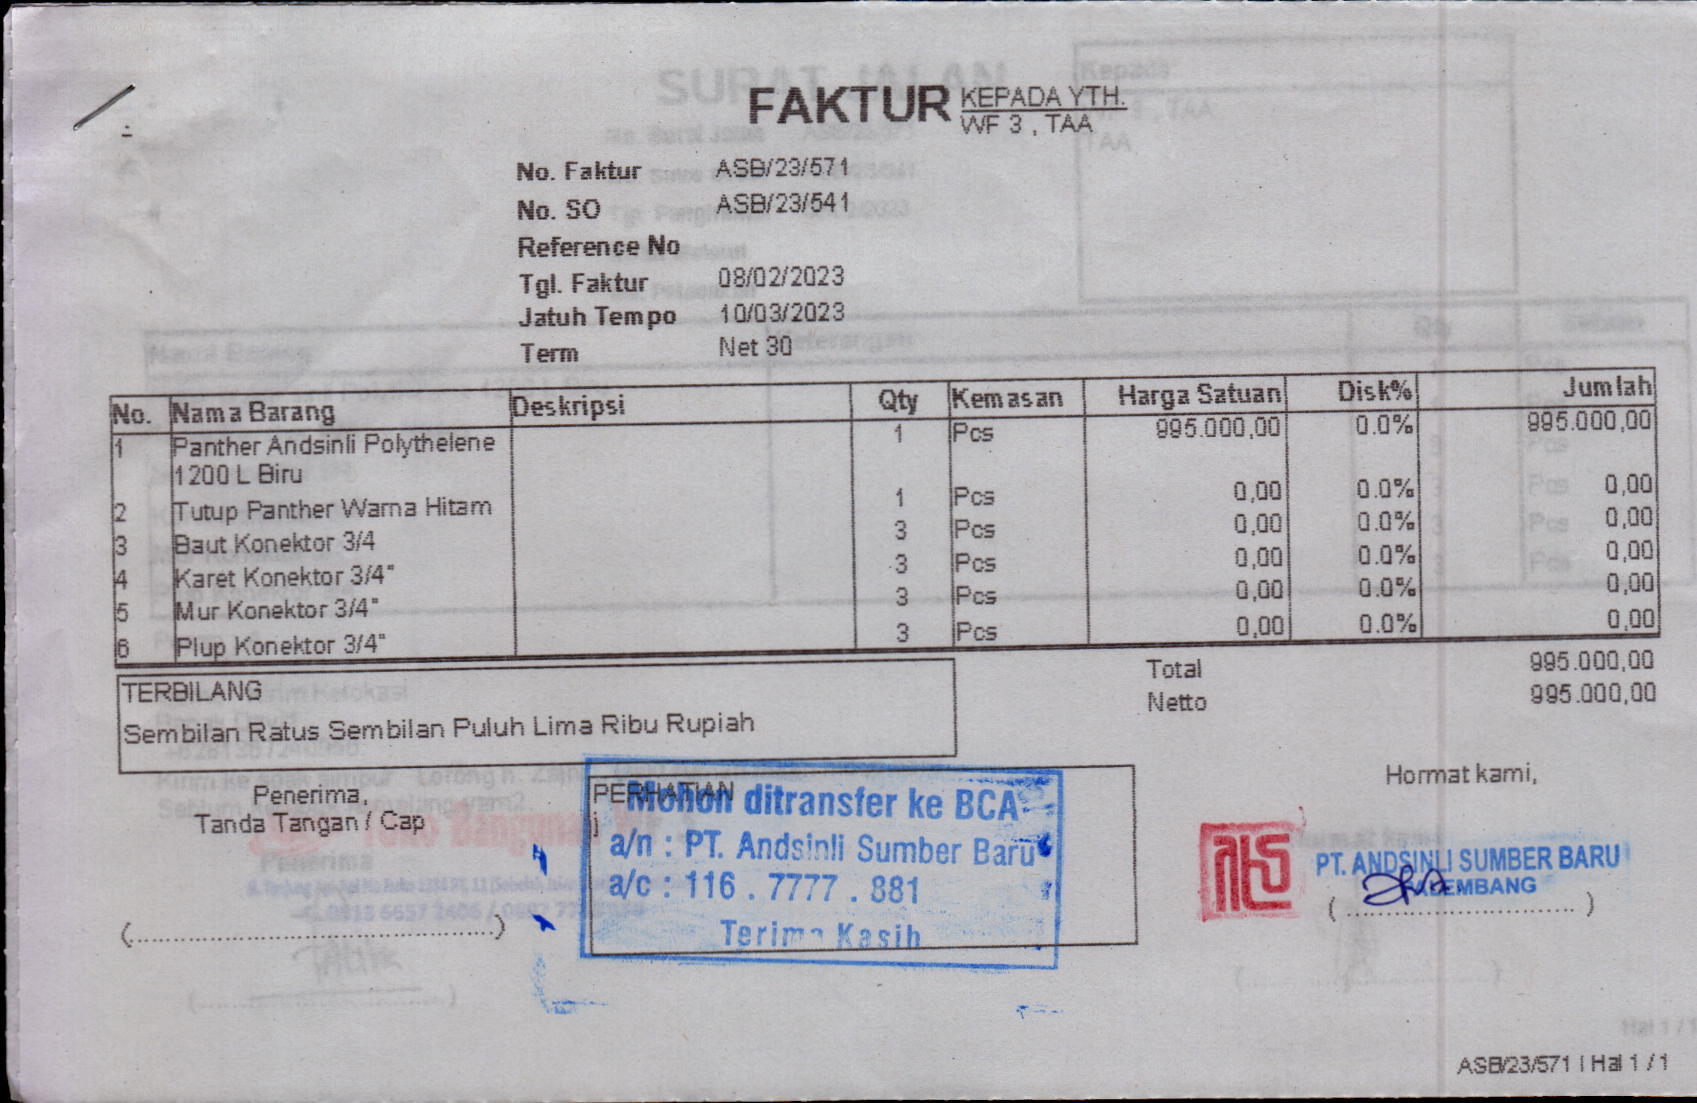 FAKTUR
KEPADA YTH.
WF 3 , TAA
No. Faktur ASB/23/571
No. SO ASB/23/541
Reference No
Tgl. Faktur 08/02/2023
Jatuh Tempo 10/03/2023
Term Net 30
No. Nama Barang Deskripsi Qty Kemasan Harga Satuan Disk% Jumlah
1 Panther Andsinli Polythelene 1 Pcs 995.000,00 0.0% 995.000,00
1200 L Biru
2 Tutup Panther Warna Hitam 1 Pcs 0,00 0.0% 0,00
3 Baut Konektor 3/4 3 Pcs 0,00 0.0% 0,00
4 Karet Konektor 3/4" 3 Pcs 0,00 0.0% 0,00
5 Mur Konektor 3/4" 3 Pcs 0,00 0.0% 0,00
6 Plup Konektor 3/4" 3 Pcs 0,00 0.0% 0,00
Total 995.000,00
Netto 995.000,00
TERBILANG
Sembilan Ratus Sembilan Puluh Lima Ribu Rupiah
Penerima,
Tanda Tangan / Cap
(..............................)
PERHATIAN
j
Mohon ditransfer ke BCA
a/n : PT. Andsinli Sumber Baru
a/c : 116 . 7777 . 881
Terima Kasih
Hormat kami,
PT. ANDSINLI SUMBER BARU
PALEMBANG
(..............................)
ASB/23/571 | Hal 1 / 1